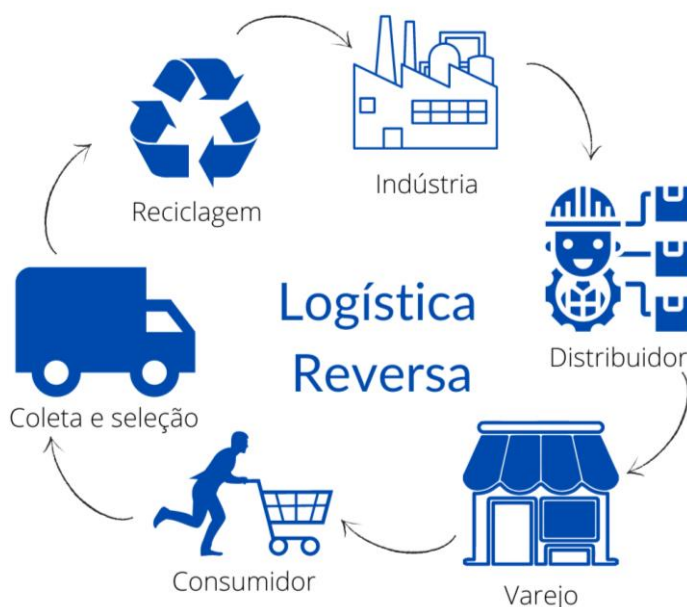 Indústria
Reciclagem
Logística
Reversa
Distribuidor
Coleta e seleção
Consumidor
Varejo